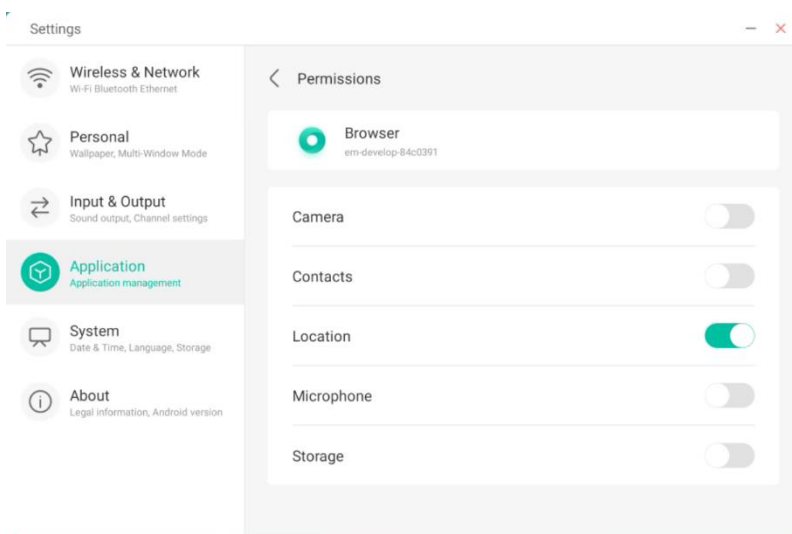 Settings
Wireless & Network
Wi-Fi Bluetooth Ethernet
Personal
Wallpaper, Multi-Window Mode
Input & Output
Sound output, Channel settings
Application
Application management
System
Date & Time, Language, Storage
About
Legal information, Android version
Permissions
Browser
em-develop-84c0391
Camera
Contacts
Location
Microphone
Storage